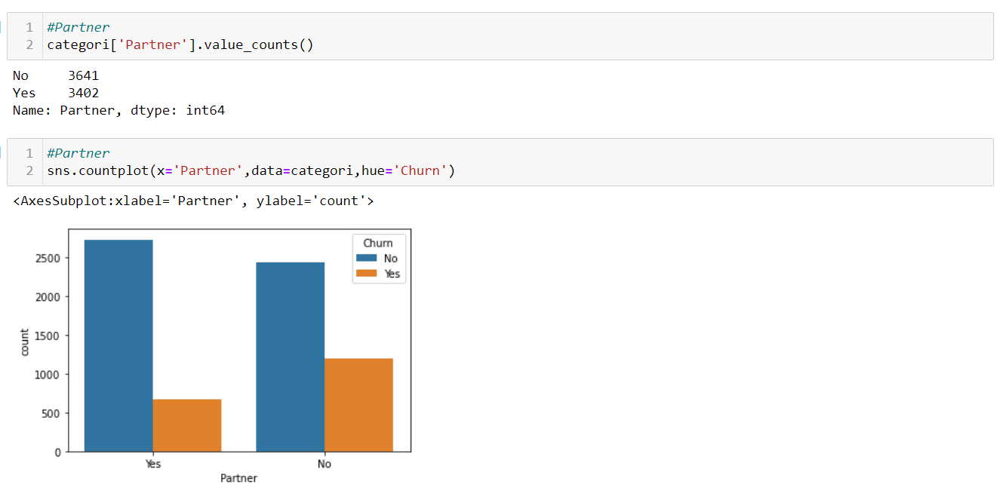 1 #Partner
2 categori['Partner'].value_counts()
No 3641
Yes 3402
Name: Partner, dtype: int64
1 #Partner
2 sns.countplot(x='Partner',data=categori,hue='Churn')
<AxesSubplot:xlabel='Partner', ylabel='count'>
Churn
No
Yes
2500
2000
1500
1000
500
0
count
Yes No
Partner